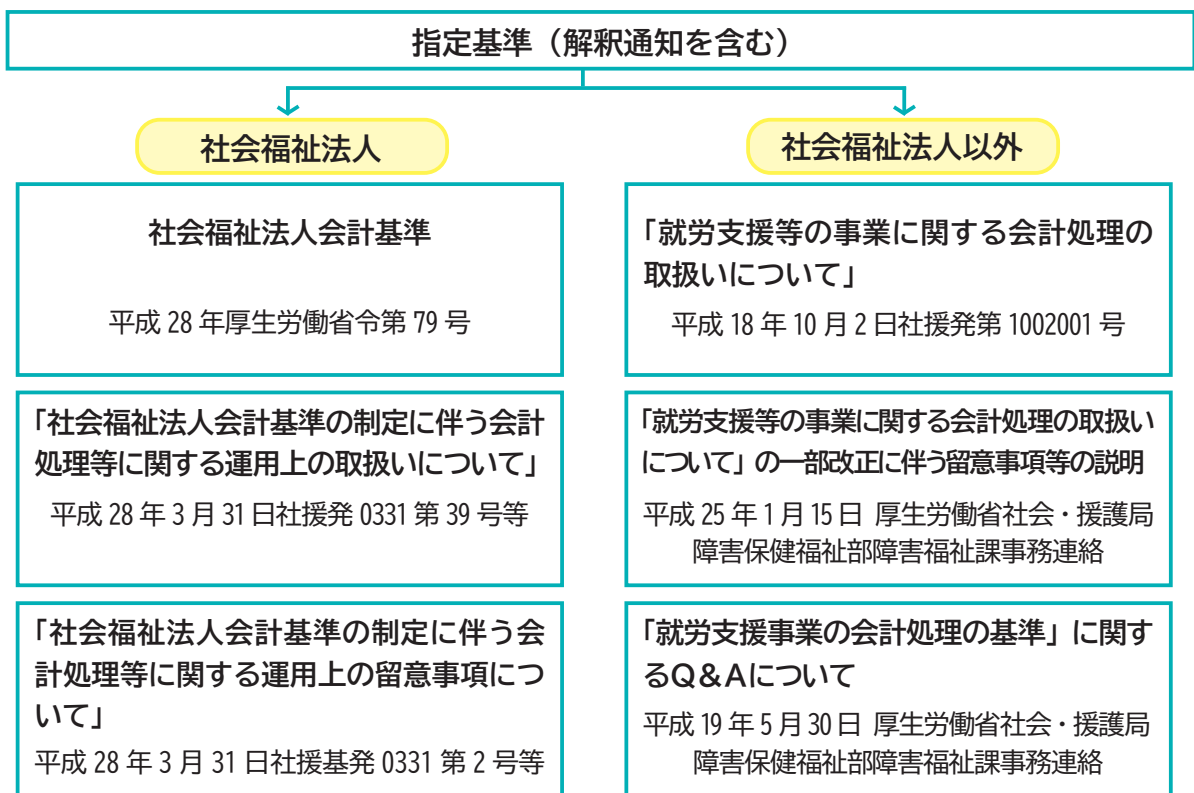 指定基準（解釈通知を含む）
社会福祉法人
社会福祉法人会計基準
平成 28 年厚生労働省令第 79 号
「社会福祉法人会計基準の制定に伴う会計
処理等に関する運用上の取扱いについて」
平成 28 年 3 月 31 日社援発 0331 第 39 号等
「社会福祉法人会計基準の制定に伴う会
計処理等に関する運用上の留意事項につ
いて」
平成 28 年 3 月 31 日社援基発 0331 第 2 号等
社会福祉法人以外
「就労支援等の事業に関する会計処理の
取扱いについて」
平成 18 年 10 月 2 日社援発第 1002001 号
「就労支援等の事業に関する会計処理の取扱い
について」の一部改正に伴う留意事項等の説明
平成 25 年 1 月 15 日 厚生労働省社会・援護局
障害保健福祉部障害福祉課事務連絡
「就労支援事業の会計処理の基準」に関す
るＱ＆Ａについて
平成 19 年 5 月 30 日 厚生労働省社会・援護局
障害保健福祉部障害福祉課事務連絡